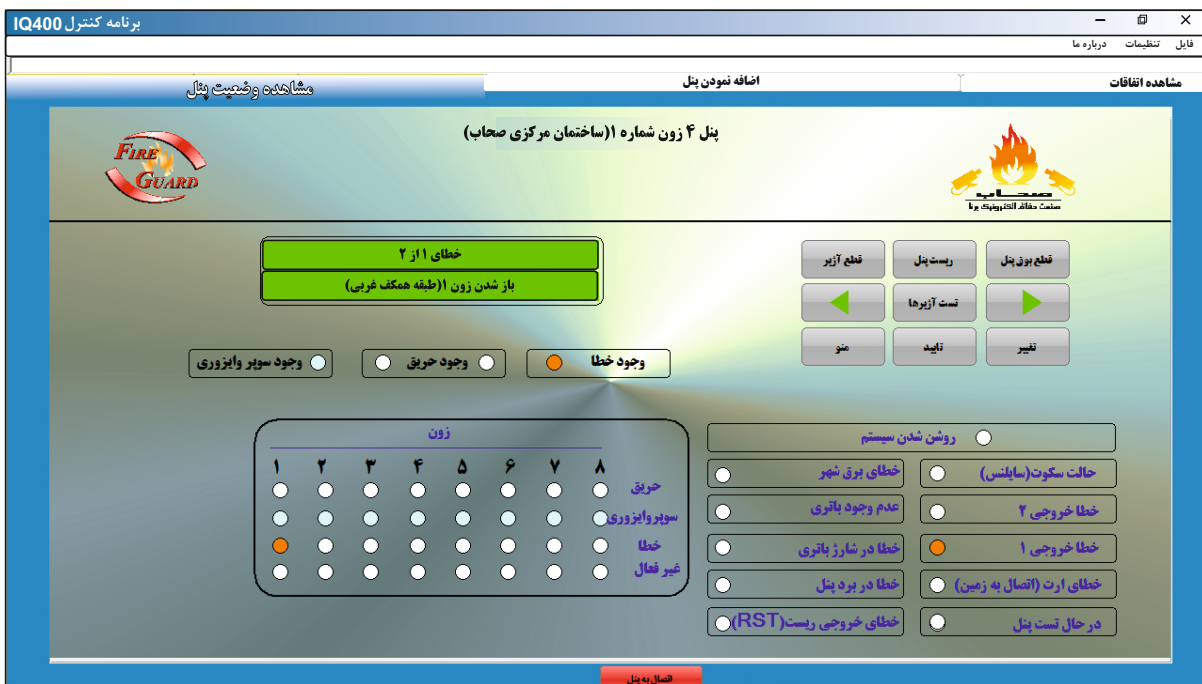 برنامه کنترل IQ400
فایل تنظیمات درباره ما
مشاهده اتفاقات
اضافه نمودن پنل
مشاهده وضعیت پنل
پنل ۴ زون شماره ۱(ساختمان مرکزی صحاب)
FIRE
GUARD
صحاب
صنعت حفاظ الکترونیک برنا
خطای ۱ از ۲
باز شدن زون ۱(طبقه همکف غربی)
قطع بوق پنل
ریست پنل
قطع آژیر
تست آژیرها
تغییر
تایید
منو
وجود خطا
وجود حریق
وجود سوپر وایزوری
زون
۱ ۲ ۳ ۴ ۵ ۶ ۷ ۸
حریق
سوپروایزوری
خطا
غیر فعال
روشن شدن سیستم
حالت سکوت(سایلنس)
خطای برق شهر
خطا خروجی ۲
عدم وجود باتری
خطا خروجی ۱
خطا در شارژ باتری
خطای ارت (اتصال به زمین)
خطا در برد پنل
در حال تست پنل
خطای خروجی ریست(RST)
اتصال به پنل